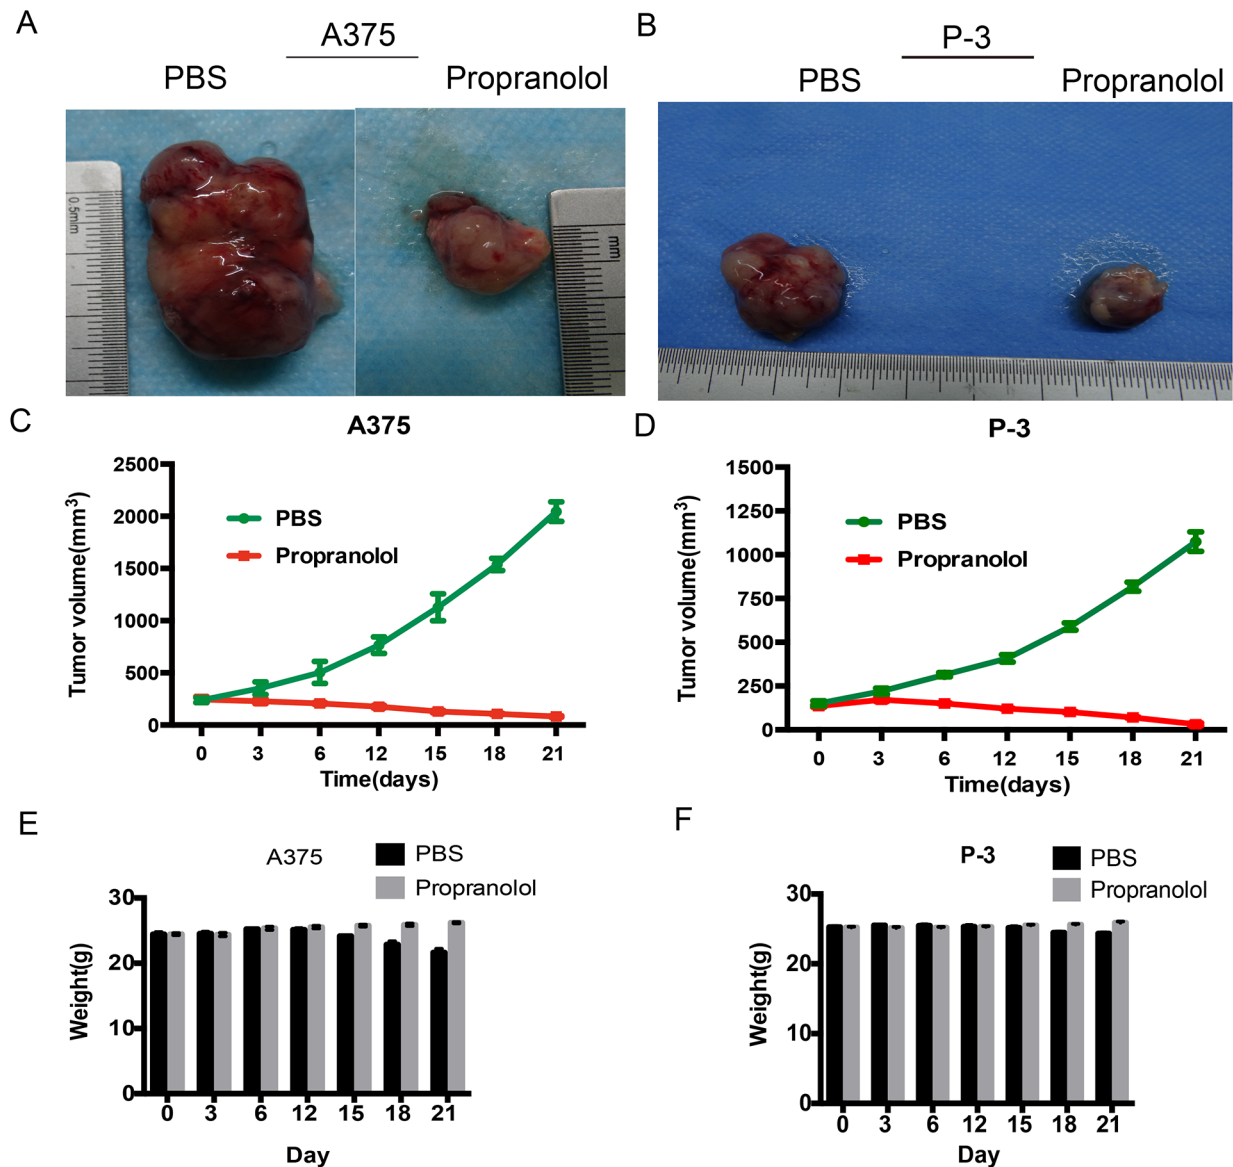 A
A375
PBS
Propranolol
0.5mm
mm
B
P-3
PBS
Propranolol
C
A375
Tumor volume(mm³)
2500
2000
1500
1000
500
0
PBS
Propranolol
0 3 6 12 15 18 21
Time(days)
D
P-3
Tumor volume(mm³)
1500
1250
1000
750
500
250
0
PBS
Propranolol
0 3 6 12 15 18 21
Time(days)
E
A375
PBS
Propranolol
Weight(g)
30
20
10
0
0 3 6 12 15 18 21
Day
F
P-3
PBS
Propranolol
Weight(g)
30
20
10
0
0 3 6 12 15 18 21
Day